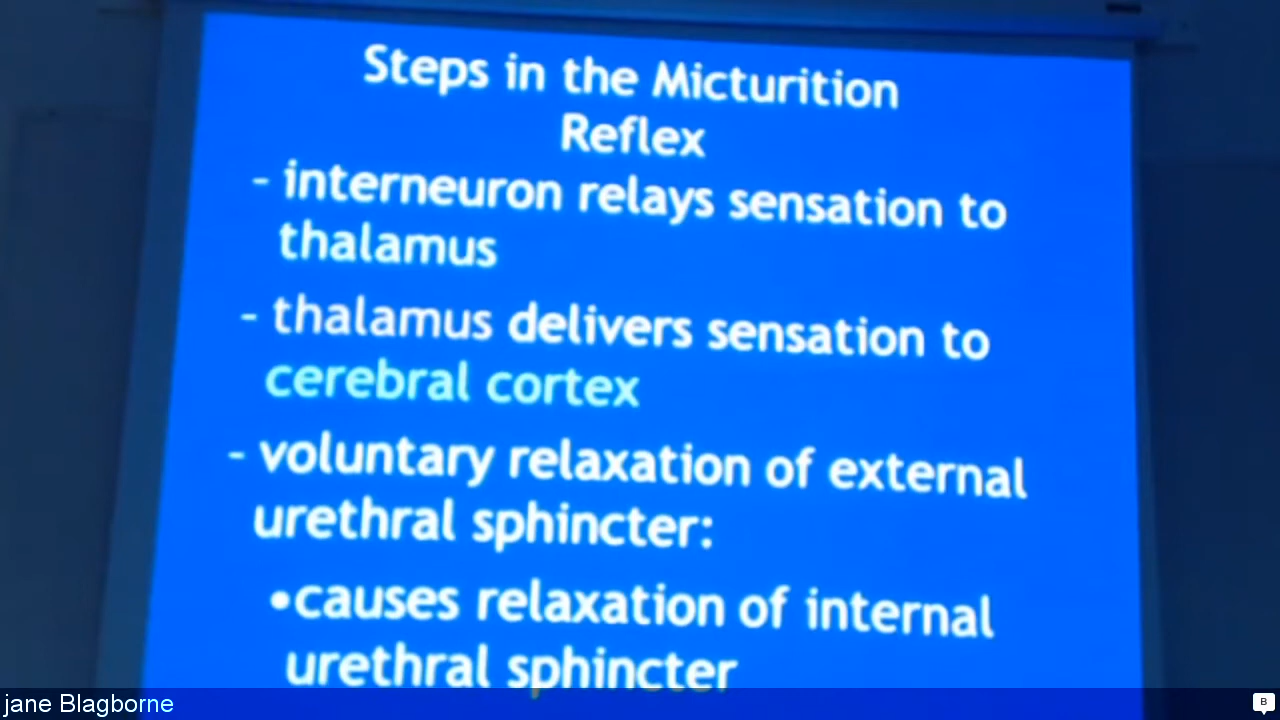 Steps in the Micturition
Reflex
- interneuron relays sensation to
thalamus
- thalamus delivers sensation to
cerebral cortex
- voluntary relaxation of external
urethral sphincter:
•causes relaxation of internal
urethral sphincter
jane Blagborne
B